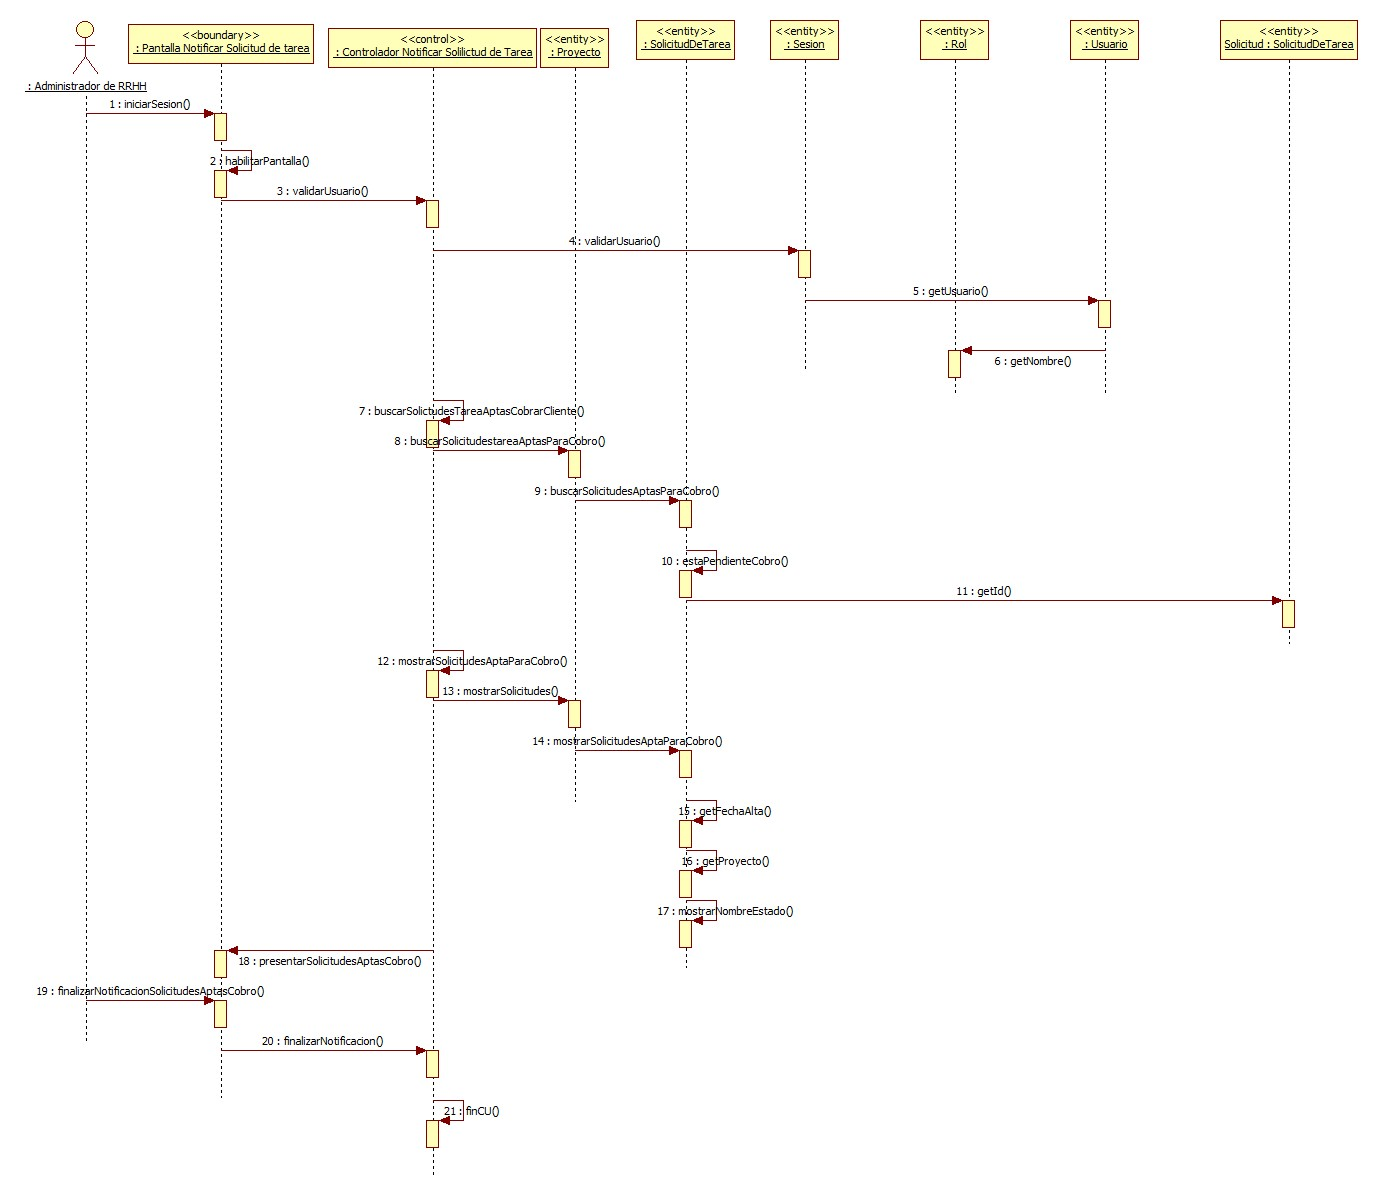 <<boundary>>
: Pantalla Notificar Solicitud de tarea
<<control>>
: Controlador Notificar Solilictud de Tarea
<<entity>>
: Proyecto
<<entity>>
: SolicitudDeTarea
<<entity>>
: Sesion
<<entity>>
: Rol
<<entity>>
: Usuario
<<entity>>
Solicitud : SolicitudDeTarea
: Administrador de RRHH
1 : iniciarSesion()
2 : habilitarPantalla()
3 : validarUsuario()
4 : validarUsuario()
5 : getUsuario()
6 : getNombre()
7 : buscarSolictudesTareaAptasCobrarCliente()
8 : buscarSolicitudestareaAptasParaCobro()
9 : buscarSolicitudesAptasParaCobro()
10 : estaPendienteCobro()
11 : getId()
12 : mostrarSolicitudesAptaParaCobro()
13 : mostrarSolicitudes()
14 : mostrarSolicitudesAptaParaCobro()
15 : getFechaAlta()
16 : getProyecto()
17 : mostrarNombreEstado()
18 : presentarSolicitudesAptasCobro()
19 : finalizarNotificacionSolicitudesAptasCobro()
20 : finalizarNotificacion()
21 : finCU()